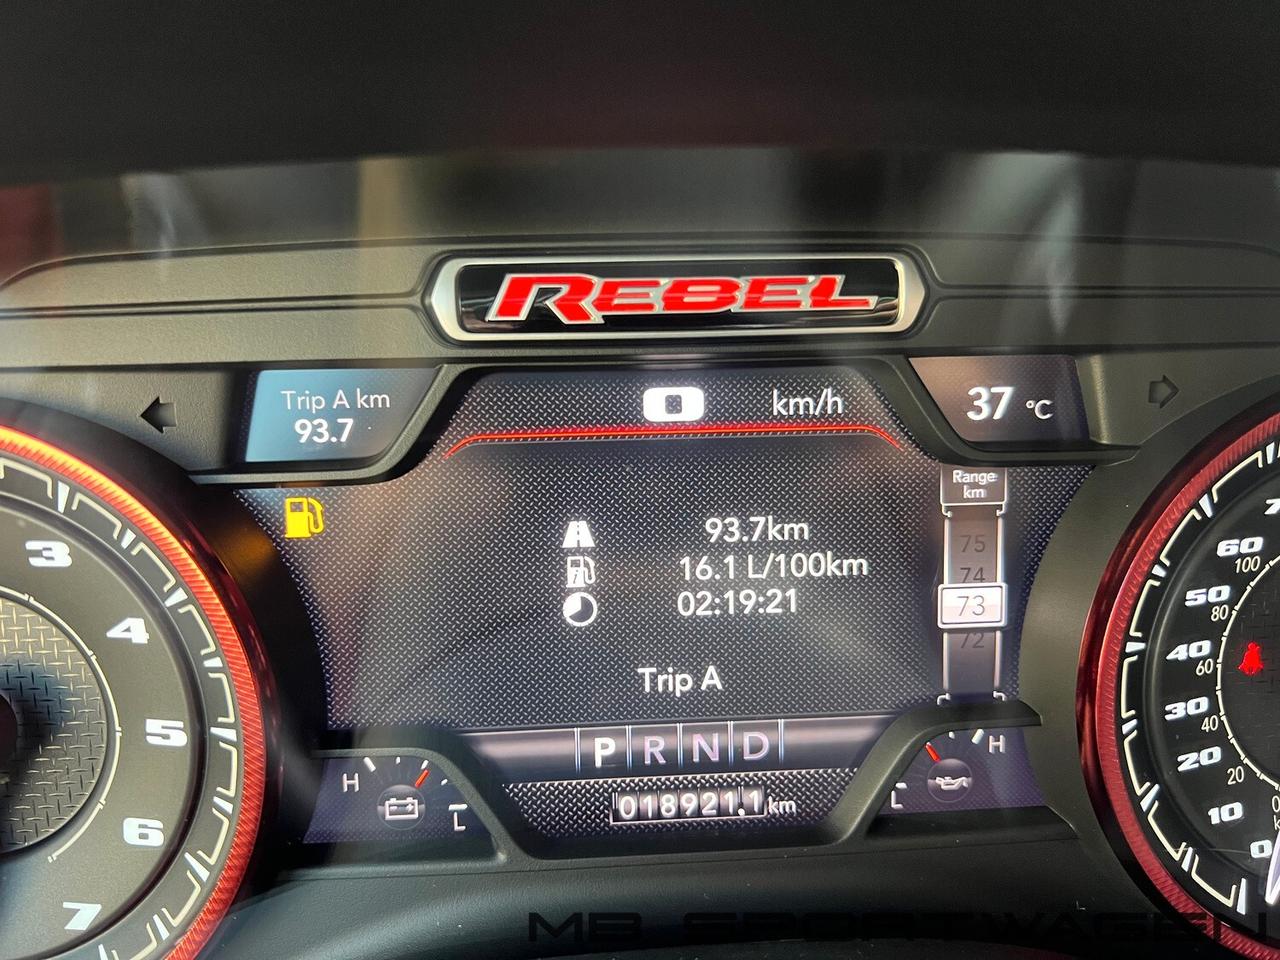 REBEL
Trip A km
93.7
0 km/h
37 °C
Range
km
75
74
73
72
93.7km
16.1 L/100km
02:19:21
Trip A
P R N D
H
L
H
L
018921.1 km
3
4
5
6
7
60
100
50
80
40
60
30
40
20
20
10
0
MB SPORTWAGEN